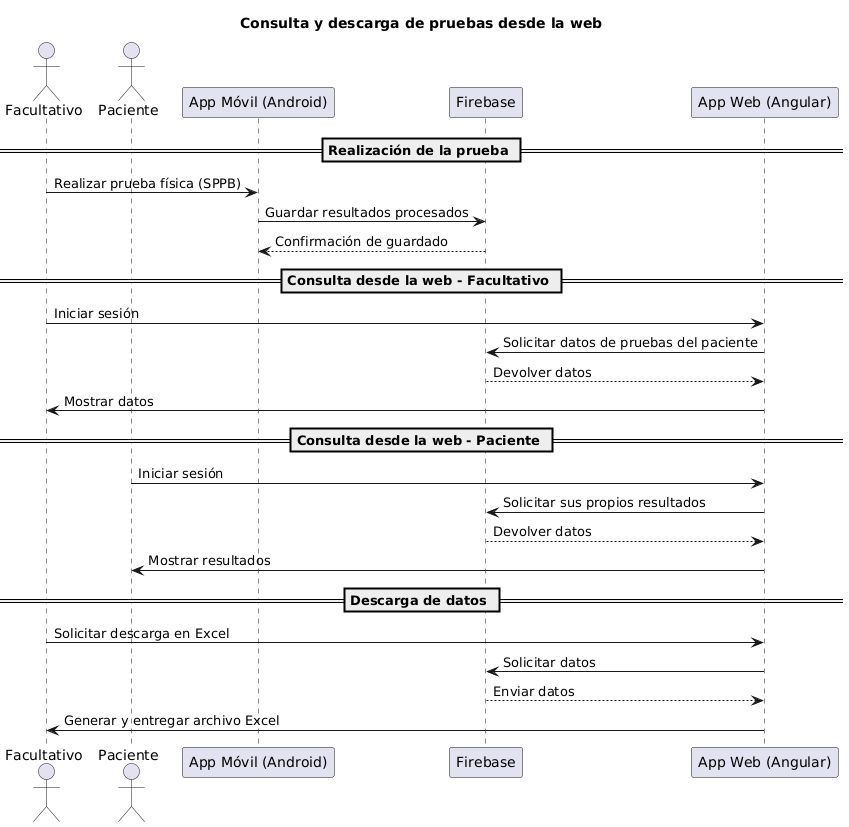 Consulta y descarga de pruebas desde la web
Facultativo
Paciente
App Móvil (Android)
Firebase
App Web (Angular)
Realización de la prueba
Realizar prueba física (SPPB)
Guardar resultados procesados
Confirmación de guardado
Consulta desde la web - Facultativo
Iniciar sesión
Solicitar datos de pruebas del paciente
Devolver datos
Mostrar datos
Consulta desde la web - Paciente
Iniciar sesión
Solicitar sus propios resultados
Devolver datos
Mostrar resultados
Descarga de datos
Solicitar descarga en Excel
Solicitar datos
Enviar datos
Generar y entregar archivo Excel
Facultativo
Paciente
App Móvil (Android)
Firebase
App Web (Angular)